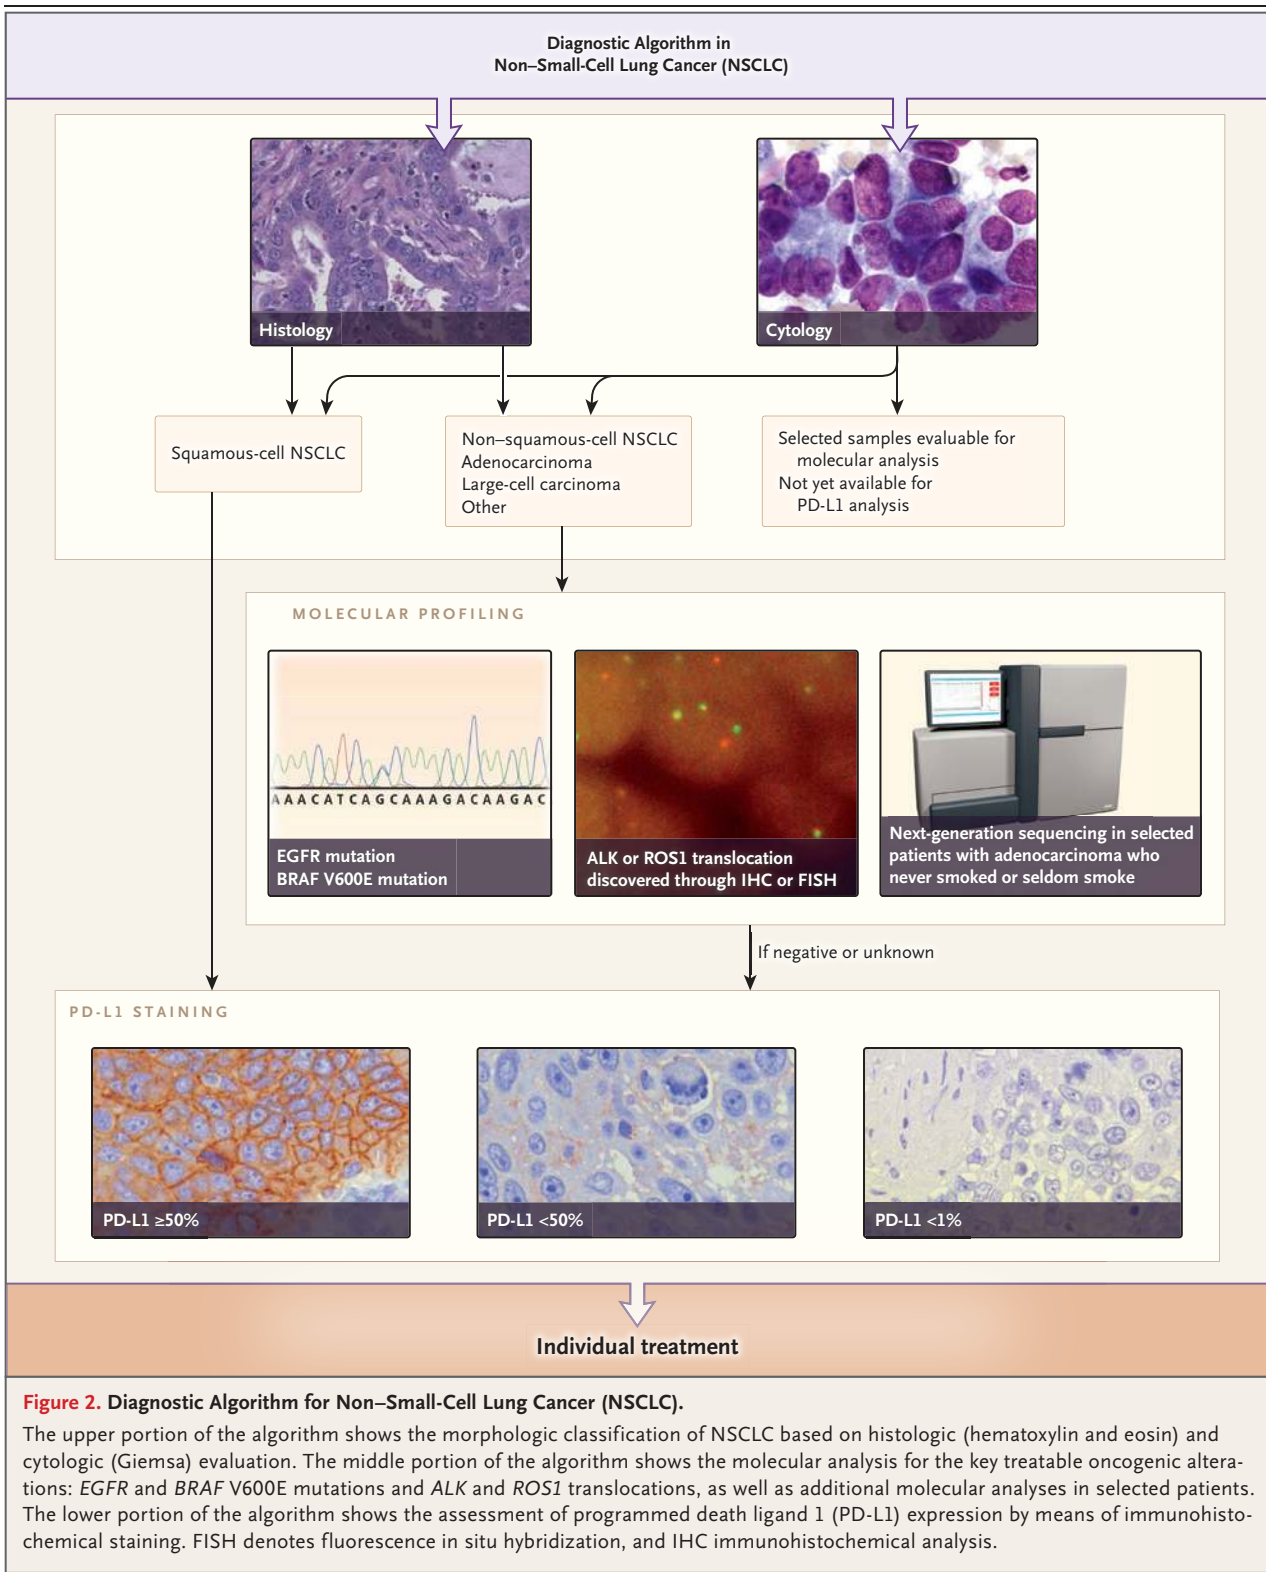 Diagnostic Algorithm in
Non–Small-Cell Lung Cancer (NSCLC)
Histology
Cytology
Squamous-cell NSCLC
Non–squamous-cell NSCLC
Adenocarcinoma
Large-cell carcinoma
Other
Selected samples evaluable for
molecular analysis
Not yet available for
PD-L1 analysis
MOLECULAR PROFILING
AAACATCAGCAAAGACAAGAC
EGFR mutation
BRAF V600E mutation
ALK or ROS1 translocation
discovered through IHC or FISH
Next-generation sequencing in selected
patients with adenocarcinoma who
never smoked or seldom smoke
If negative or unknown
PD-L1 STAINING
PD-L1 ≥50%
PD-L1 <50%
PD-L1 <1%
Individual treatment
Figure 2. Diagnostic Algorithm for Non–Small-Cell Lung Cancer (NSCLC).
The upper portion of the algorithm shows the morphologic classification of NSCLC based on histologic (hematoxylin and eosin) and
cytologic (Giemsa) evaluation. The middle portion of the algorithm shows the molecular analysis for the key treatable oncogenic altera-
tions: EGFR and BRAF V600E mutations and ALK and ROS1 translocations, as well as additional molecular analyses in selected patients.
The lower portion of the algorithm shows the assessment of programmed death ligand 1 (PD-L1) expression by means of immunohisto-
chemical staining. FISH denotes fluorescence in situ hybridization, and IHC immunohistochemical analysis.